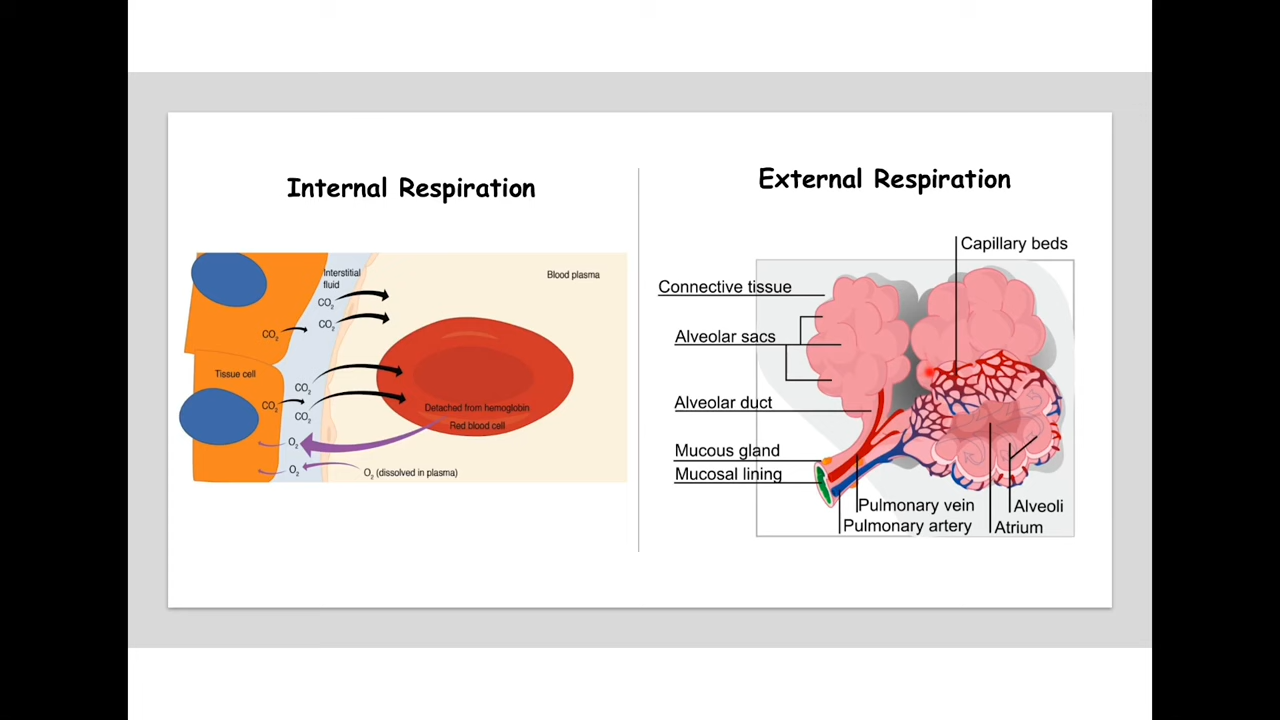 Internal Respiration
Interstitial
fluid
Blood plasma
CO₂
CO₂
CO₂
Tissue cell
CO₂
CO₂
CO₂
Detached from hemoglobin
Red blood cell
O₂
O₂
O₂ (dissolved in plasma)
External Respiration
Capillary beds
Connective tissue
Alveolar sacs
Alveolar duct
Mucous gland
Mucosal lining
Pulmonary vein
Alveoli
Pulmonary artery
Atrium